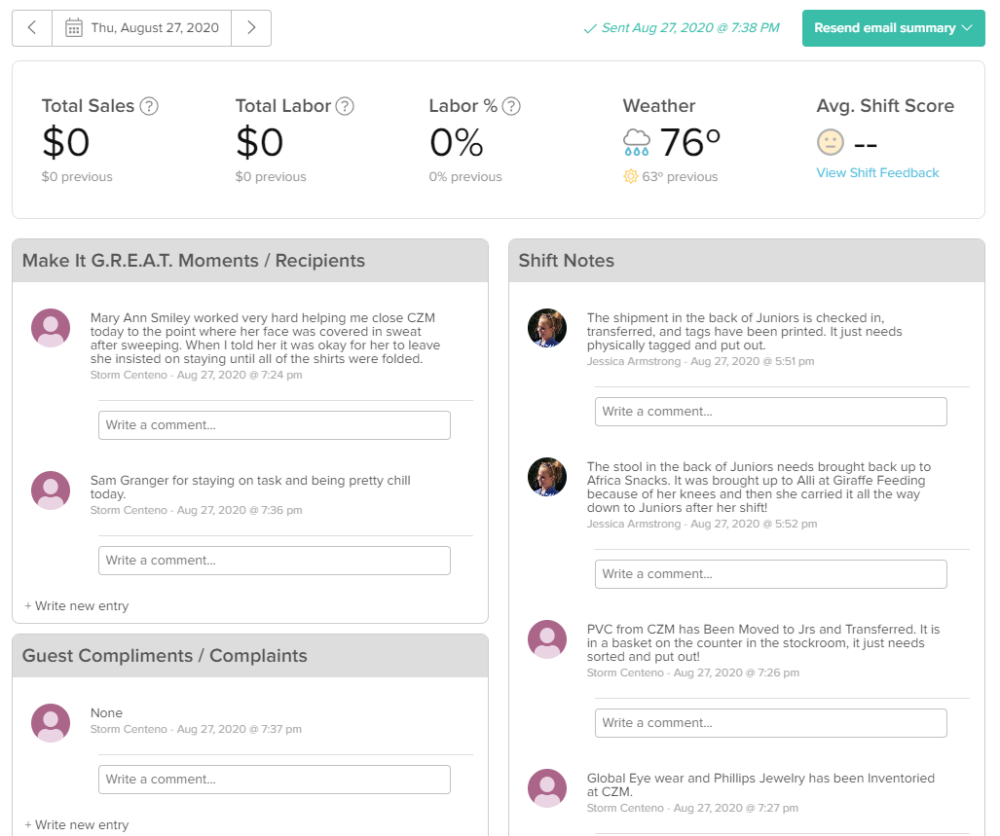 Thu, August 27, 2020
Sent Aug 27, 2020 @ 7:38 PM
Resend email summary
Total Sales ?
$0
$0 previous
Total Labor ?
$0
$0 previous
Labor % ?
0%
0% previous
Weather
76°
63° previous
Avg. Shift Score
--
View Shift Feedback
Make It G.R.E.A.T. Moments / Recipients
Mary Ann Smiley worked very hard helping me close CZM
today to the point where her face was covered in sweat
after sweeping. When I told her it was okay for her to leave
she insisted on staying until all of the shirts were folded.
Storm Centeno - Aug 27, 2020 @ 7:24 pm
Write a comment...
Sam Granger for staying on task and being pretty chill
today.
Storm Centeno - Aug 27, 2020 @ 7:36 pm
Write a comment...
+ Write new entry
Guest Compliments / Complaints
None
Storm Centeno - Aug 27, 2020 @ 7:37 pm
Write a comment...
+ Write new entry
Shift Notes
The shipment in the back of Juniors is checked in,
transferred, and tags have been printed. It just needs
physically tagged and put out.
Jessica Armstrong - Aug 27, 2020 @ 5:51 pm
Write a comment...
The stool in the back of Juniors needs brought back up to
Africa Snacks. It was brought up to Alli at Giraffe Feeding
because of her knees and then she carried it all the way
down to Juniors after her shift!
Jessica Armstrong - Aug 27, 2020 @ 5:52 pm
Write a comment...
PVC from CZM has Been Moved to Jrs and Transferred. It is
in a basket on the counter in the stockroom, it just needs
sorted and put out!
Storm Centeno - Aug 27, 2020 @ 7:26 pm
Write a comment...
Global Eye wear and Phillips Jewelry has been Inventoried
at CZM.
Storm Centeno - Aug 27, 2020 @ 7:27 pm